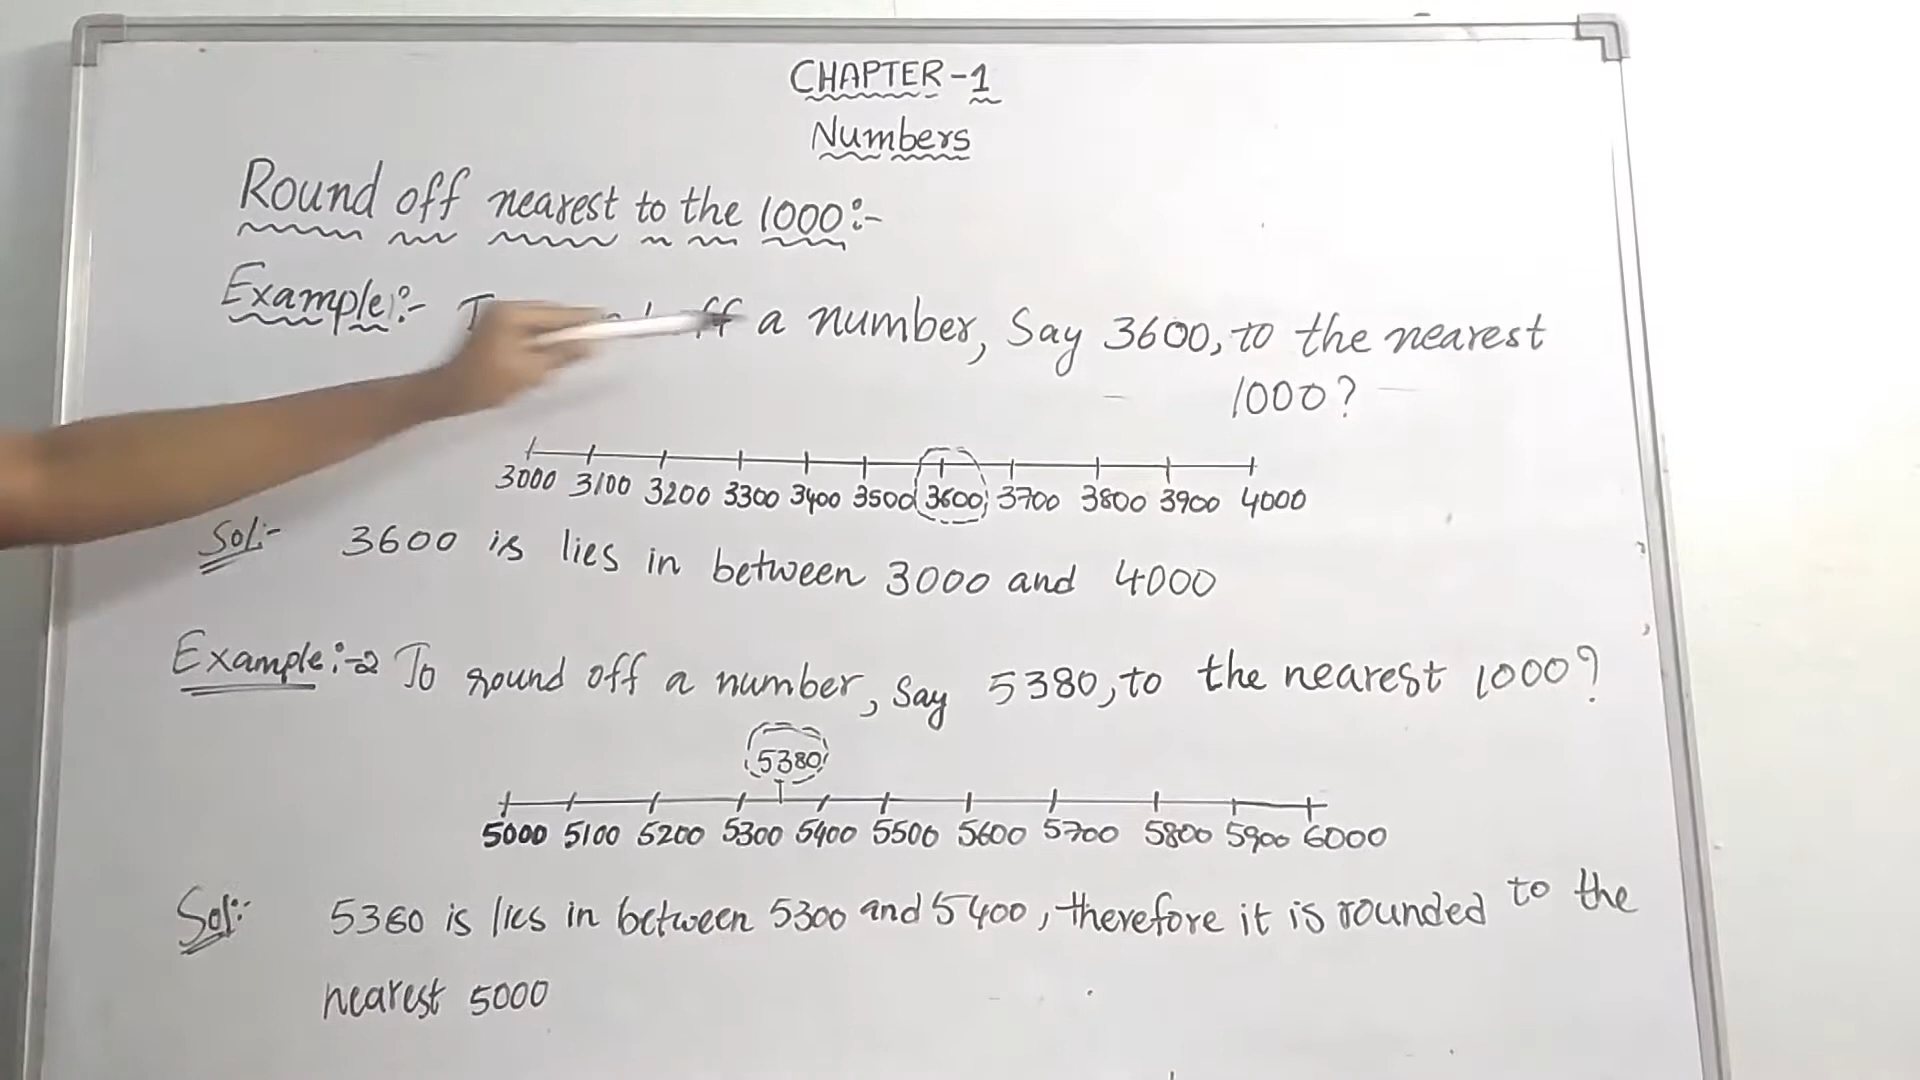 CHAPTER-1
Numbers
Round off nearest to the 1000:-
Example:- off a number, Say 3600, to the nearest
1000?
3000 3100 3200 3300 3400 3500 3600 3700 3800 3900 4000
Sol:- 3600 is lies in between 3000 and 4000
Example:-2 To round off a number, Say 5380, to the nearest 1000?
5380
5000 5100 5200 5300 5400 5500 5600 5700 5800 5900 6000
Sol:- 5360 is lies in between 5300 and 5400, therefore it is rounded to the
nearest 5000